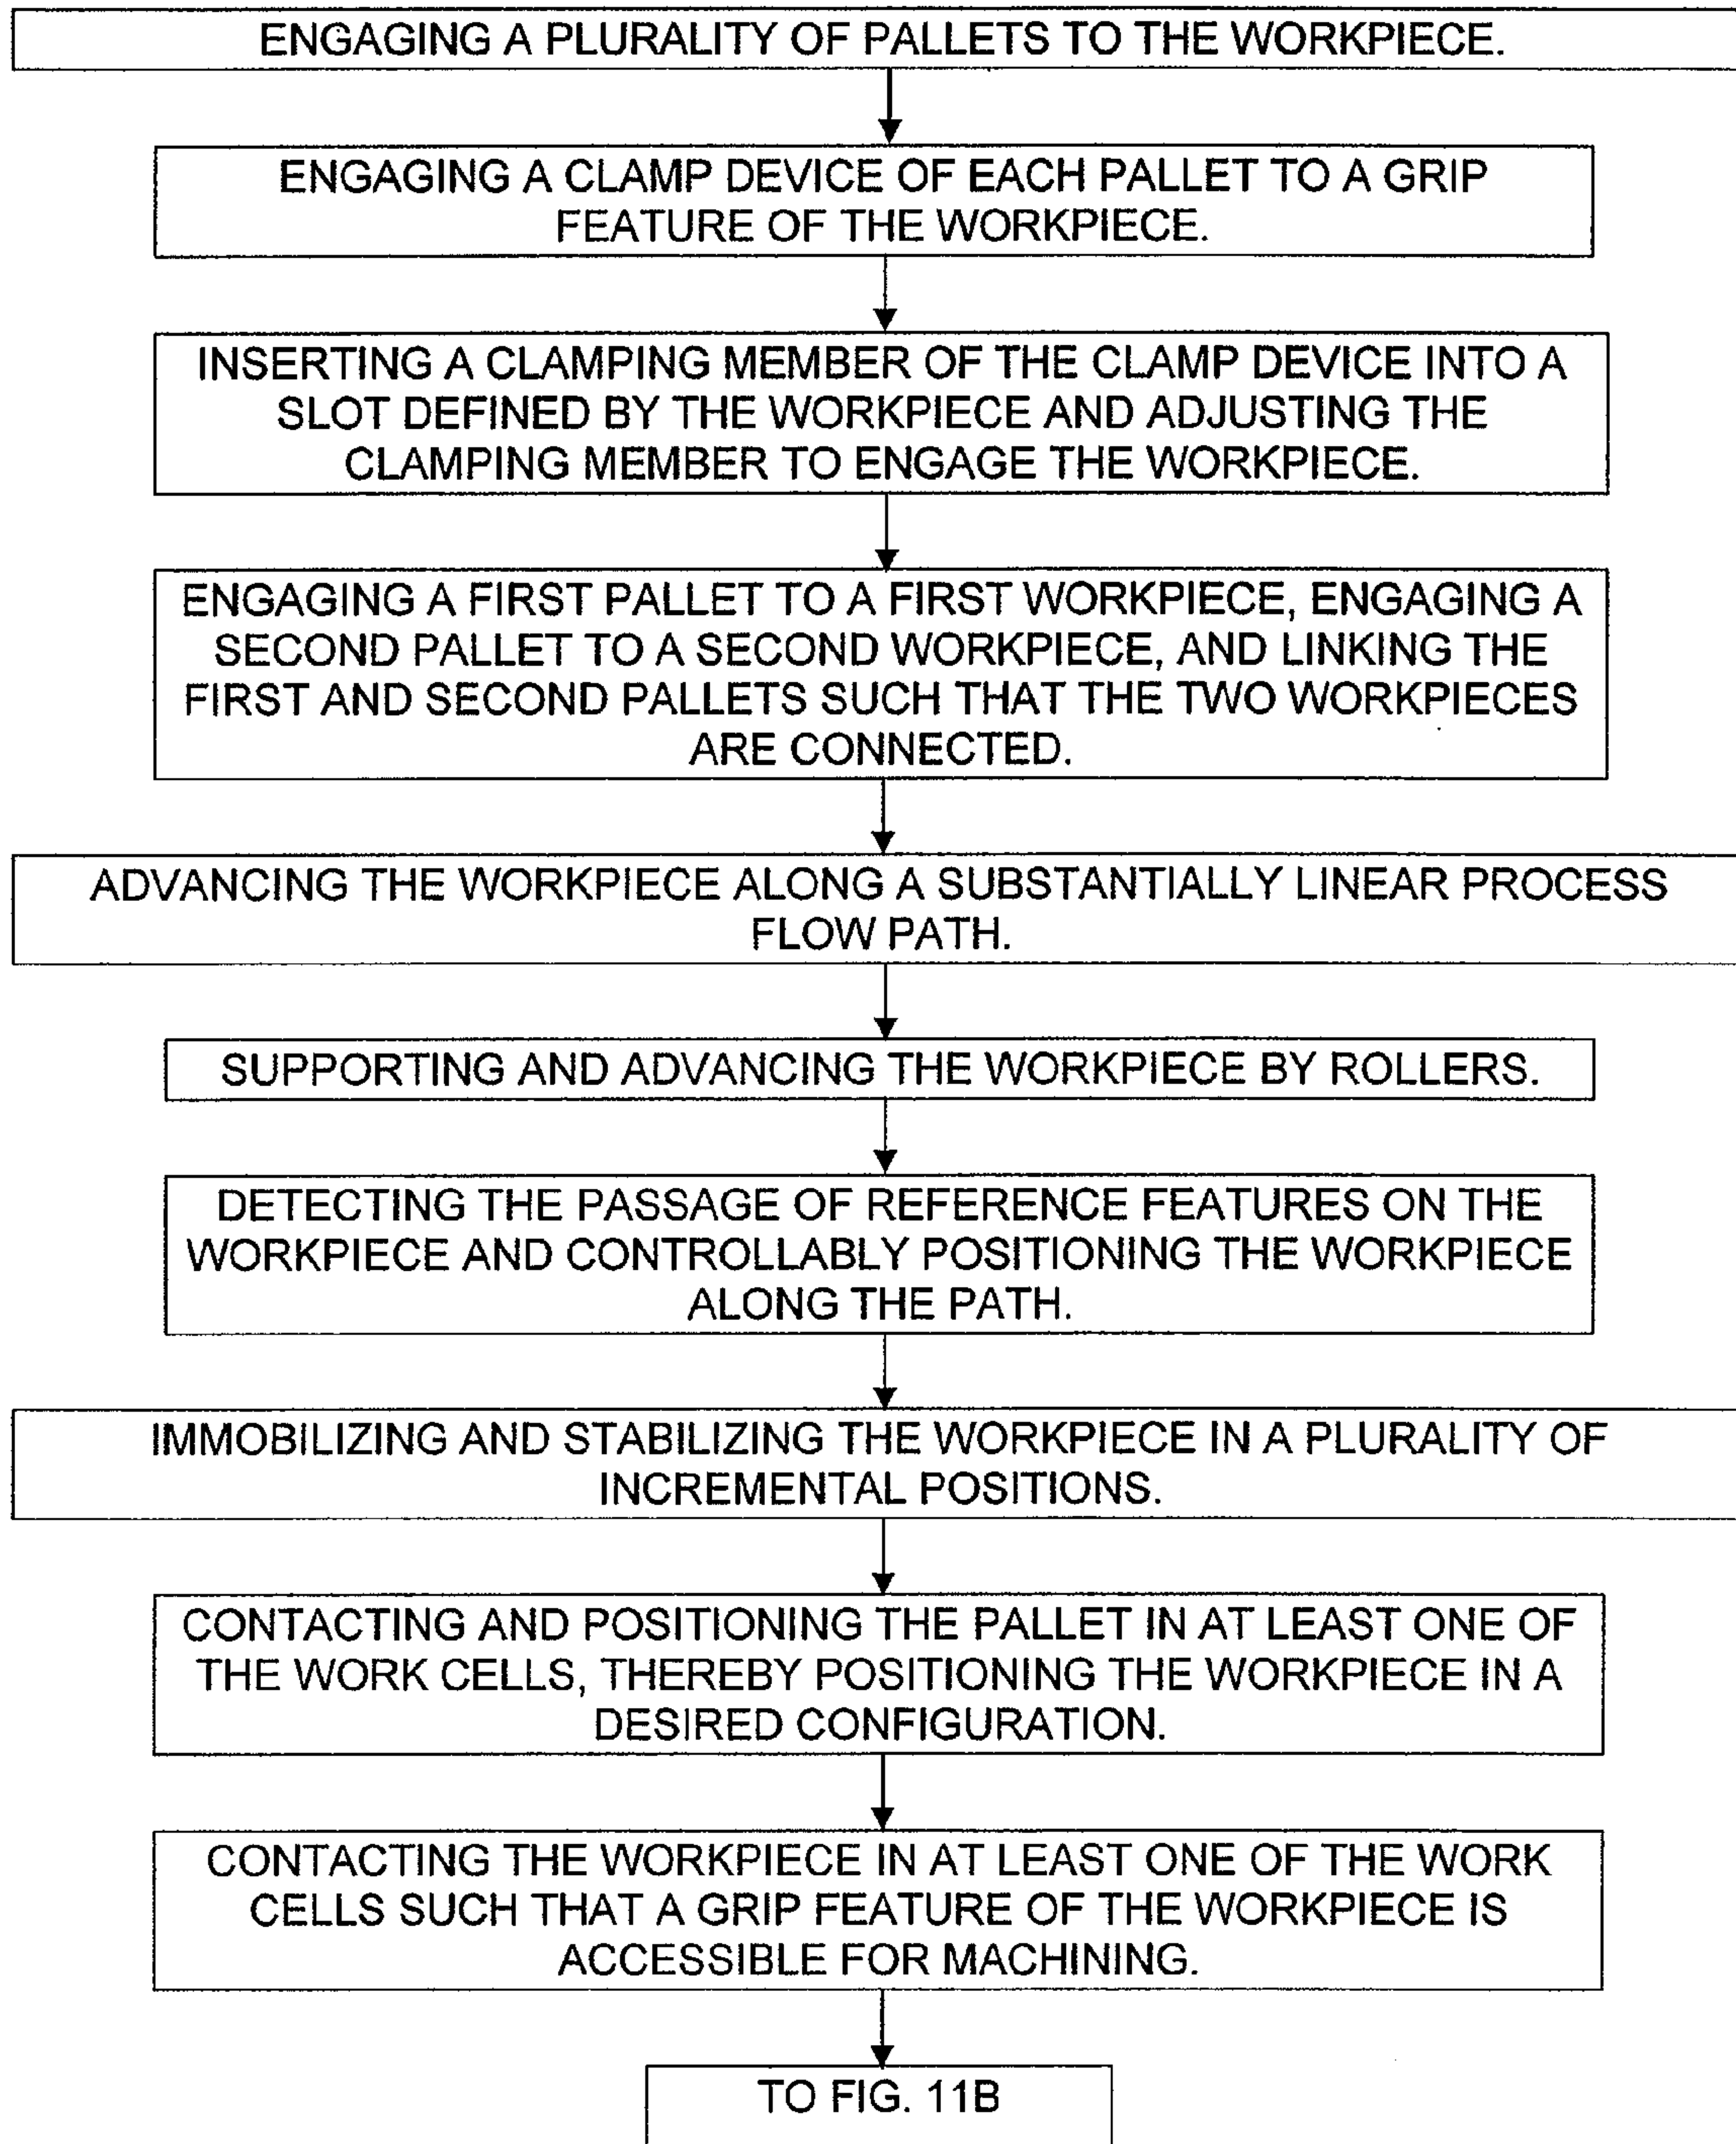 ENGAGING A PLURALITY OF PALLETS TO THE WORKPIECE.
ENGAGING A CLAMP DEVICE OF EACH PALLET TO A GRIP
FEATURE OF THE WORKPIECE.
INSERTING A CLAMPING MEMBER OF THE CLAMP DEVICE INTO A
SLOT DEFINED BY THE WORKPIECE AND ADJUSTING THE
CLAMPING MEMBER TO ENGAGE THE WORKPIECE.
ENGAGING A FIRST PALLET TO A FIRST WORKPIECE, ENGAGING A
SECOND PALLET TO A SECOND WORKPIECE, AND LINKING THE
FIRST AND SECOND PALLETS SUCH THAT THE TWO WORKPIECES
ARE CONNECTED.
ADVANCING THE WORKPIECE ALONG A SUBSTANTIALLY LINEAR PROCESS
FLOW PATH.
SUPPORTING AND ADVANCING THE WORKPIECE BY ROLLERS.
DETECTING THE PASSAGE OF REFERENCE FEATURES ON THE
WORKPIECE AND CONTROLLABLY POSITIONING THE WORKPIECE
ALONG THE PATH.
IMMOBILIZING AND STABILIZING THE WORKPIECE IN A PLURALITY OF
INCREMENTAL POSITIONS.
CONTACTING AND POSITIONING THE PALLET IN AT LEAST ONE OF
THE WORK CELLS, THEREBY POSITIONING THE WORKPIECE IN A
DESIRED CONFIGURATION.
CONTACTING THE WORKPIECE IN AT LEAST ONE OF THE WORK
CELLS SUCH THAT A GRIP FEATURE OF THE WORKPIECE IS
ACCESSIBLE FOR MACHINING.
TO FIG. 11B